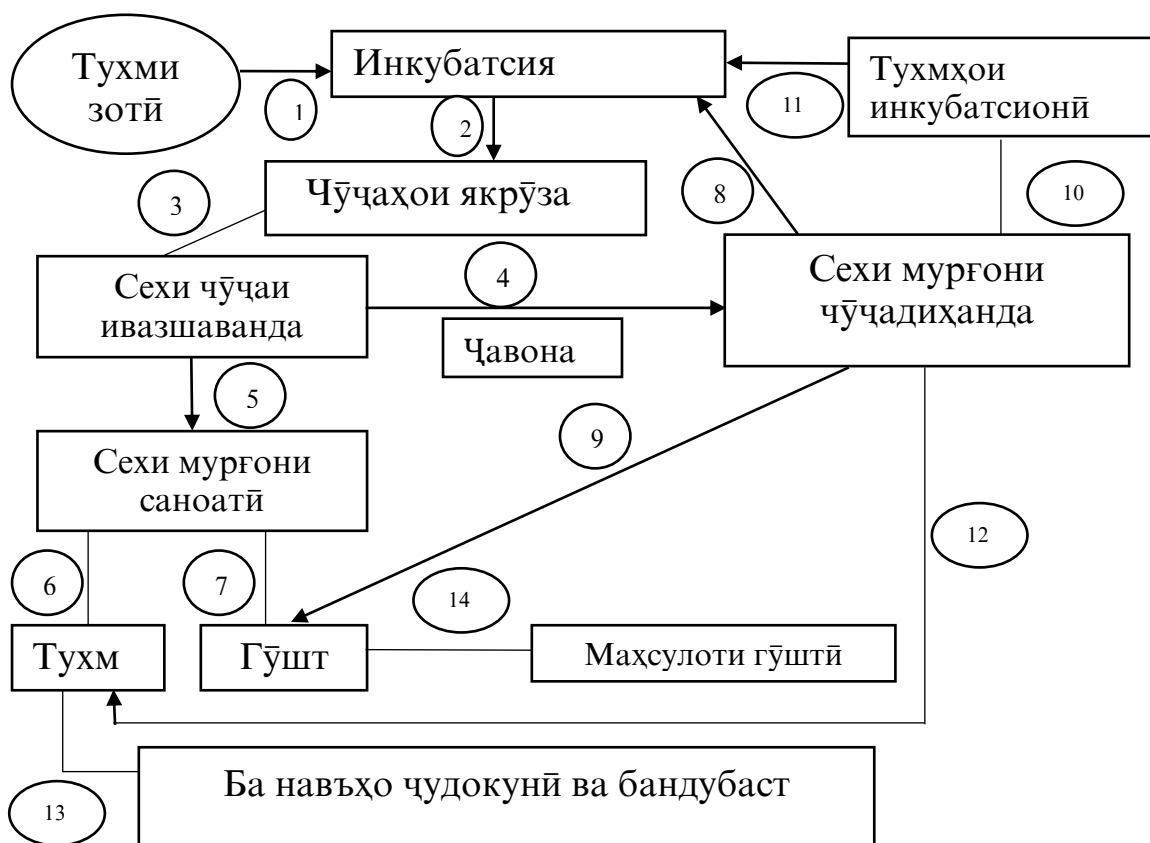 Тухми
зотӣ
Инкубатсия
Тухмҳои
инкубатсионӣ
1
2
11
Чӯҷаҳои якрӯза
3
8
10
4
Сехи чӯҷаи
ивазшаванда
Сехи мурғони
чӯҷадиҳанда
Ҷавона
5
9
Сехи мурғони
саноатӣ
12
6
7
14
Тухм
Гӯшт
Маҳсулоти гӯштӣ
Ба навъҳо ҷудокунӣ ва бандубаст
13